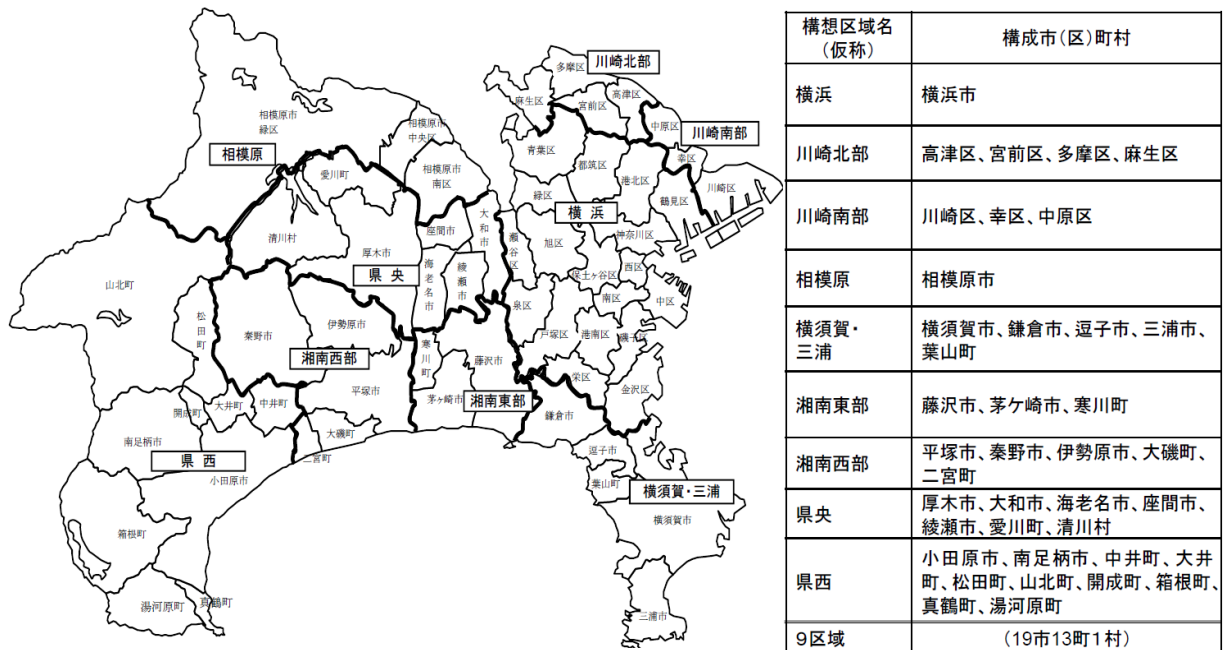 川崎北部
多摩区
麻生区
宮前区
高津区
中原区
川崎南部
幸区
川崎区
相模原市
緑区
相模原市
中央区
相模原
愛川町
相模原市
南区
青葉区
都筑区
港北区
鶴見区
緑区
横 浜
神奈川区
大和市
座間市
瀬谷区
旭区
清川村
厚木市
県 央
海老名市
綾瀬市
保土ヶ谷区
西区
山北町
泉区
南区
中区
松田町
秦野市
伊勢原市
戸塚区
港南区
磯子区
湘南西部
寒川町
藤沢市
栄区
金沢区
平塚市
茅ヶ崎市
湘南東部
鎌倉市
開成町
大井町
中井町
大磯町
南足柄市
二宮町
県 西
小田原市
逗子市
葉山町
横須賀・三浦
横須賀市
箱根町
湯河原町
真鶴町
三浦市
構想区域名
(仮称)
構成市(区)町村
横浜
横浜市
川崎北部
高津区、宮前区、多摩区、麻生区
川崎南部
川崎区、幸区、中原区
相模原
相模原市
横須賀・
三浦
横須賀市、鎌倉市、逗子市、三浦市、
葉山町
湘南東部
藤沢市、茅ケ崎市、寒川町
湘南西部
平塚市、秦野市、伊勢原市、大磯町、
二宮町
県央
厚木市、大和市、海老名市、座間市、
綾瀬市、愛川町、清川村
県西
小田原市、南足柄市、中井町、大井
町、松田町、山北町、開成町、箱根町、
真鶴町、湯河原町
9区域
(19市13町1村)